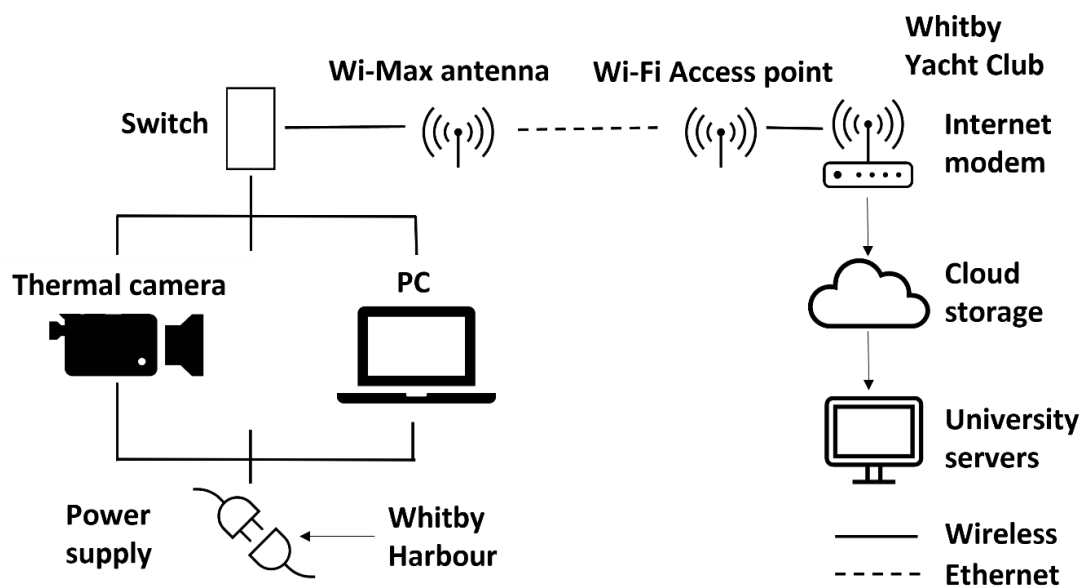 Whitby
Yacht Club
Wi-Max antenna
Wi-Fi Access point
Switch
Internet
modem
Thermal camera
PC
Cloud
storage
University
servers
Power
supply
Whitby
Harbour
Wireless
Ethernet